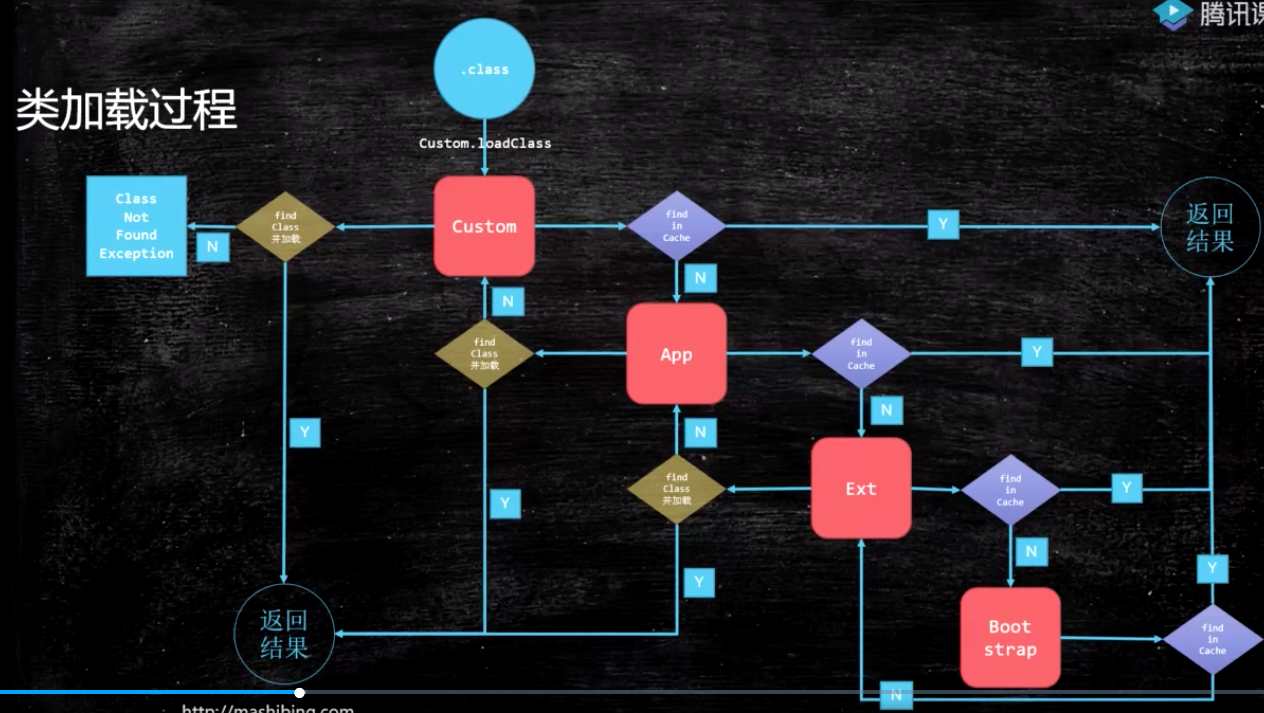 腾讯课
.class
类加载过程
Custom.loadClass
Class
Not
Found
Exception
N
find
Class
并加载
Custom
find
in
Cache
Y
返回
结果
N
N
find
Class
并加载
App
find
in
Cache
Y
N
N
Y
find
Class
并加载
Ext
find
in
Cache
Y
Y
N
Y
Y
返回
结果
Boot
strap
find
in
Cache
N
http://mashibing.com